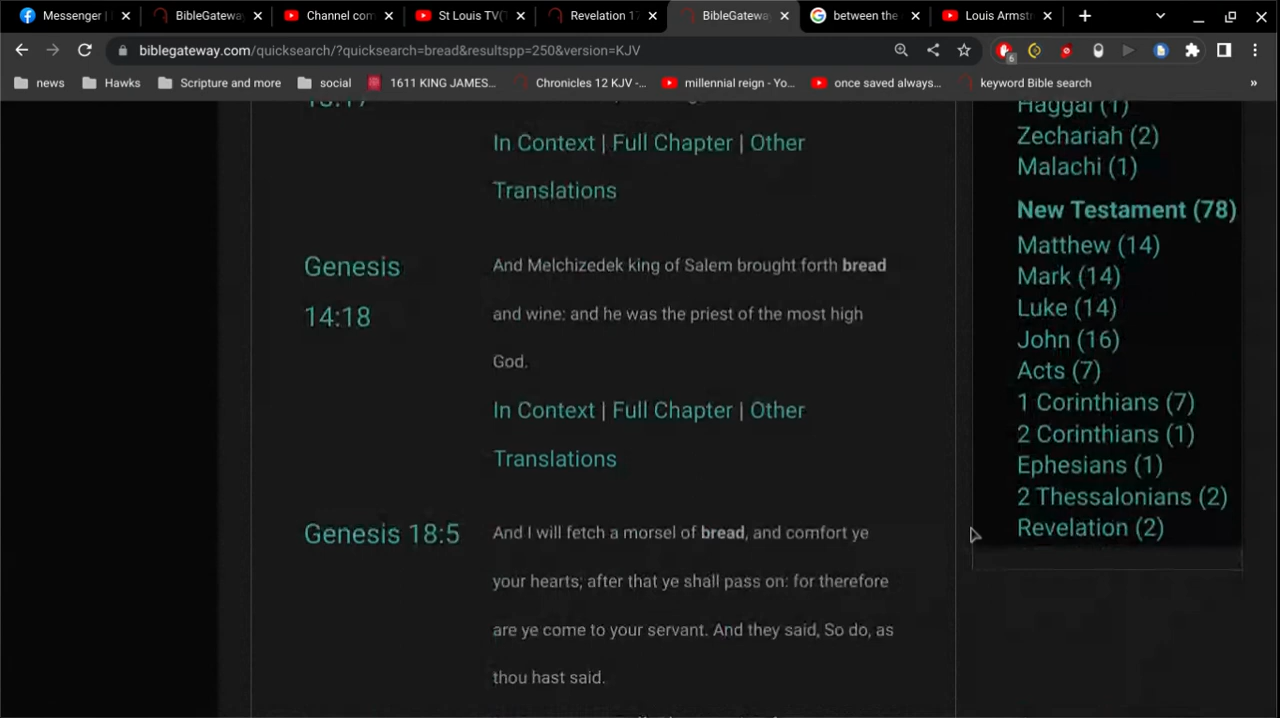 Messenger |
BibleGateway
Channel com
St Louis TV(
Revelation 17
BibleGateway
between the
Louis Armstr
biblegateway.com/quicksearch/?quicksearch=bread&resultspp=250&version=KJV
6
news
Hawks
Scripture and more
social
1611 KING JAMES...
Chronicles 12 KJV -...
millennial reign - Yo...
once saved always...
keyword Bible search
»
In Context | Full Chapter | Other
Translations
Genesis
14:18
And Melchizedek king of Salem brought forth bread
and wine: and he was the priest of the most high
God.
In Context | Full Chapter | Other
Translations
Genesis 18:5
And I will fetch a morsel of bread, and comfort ye
your hearts; after that ye shall pass on: for therefore
are ye come to your servant. And they said, So do, as
thou hast said.
Haggai (1)
Zechariah (2)
Malachi (1)
New Testament (78)
Matthew (14)
Mark (14)
Luke (14)
John (16)
Acts (7)
1 Corinthians (7)
2 Corinthians (1)
Ephesians (1)
2 Thessalonians (2)
Revelation (2)